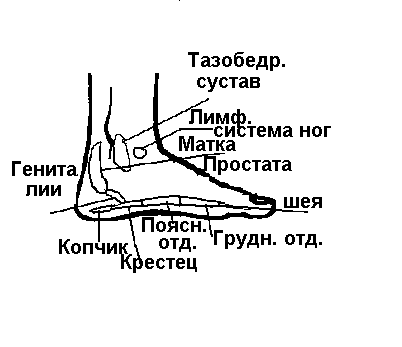 Тазобедр.
сустав
Лимф.
система ног
Матка
Простата
Генита
лии
шея
Поясн.
отд.
Грудн. отд.
Копчик
Крестец